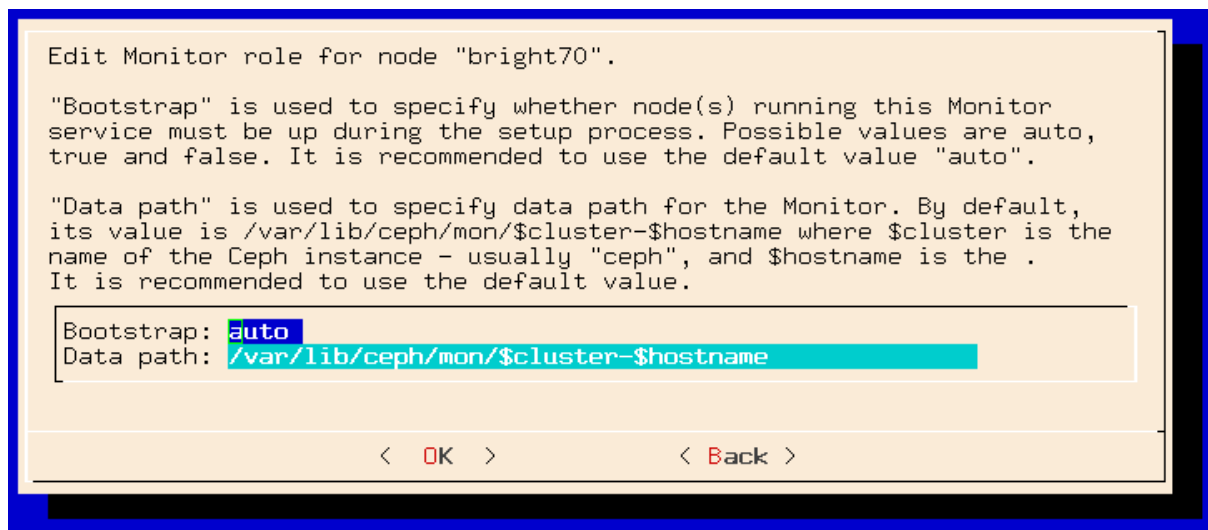 Edit Monitor role for node "bright70".
"Bootstrap" is used to specify whether node(s) running this Monitor
service must be up during the setup process. Possible values are auto,
true and false. It is recommended to use the default value "auto".
"Data path" is used to specify data path for the Monitor. By default,
its value is /var/lib/ceph/mon/$cluster-$hostname where $cluster is the
name of the Ceph instance – usually "ceph", and $hostname is the .
It is recommended to use the default value.
Bootstrap: auto
Data path: /var/lib/ceph/mon/$cluster-$hostname
< OK > < Back >